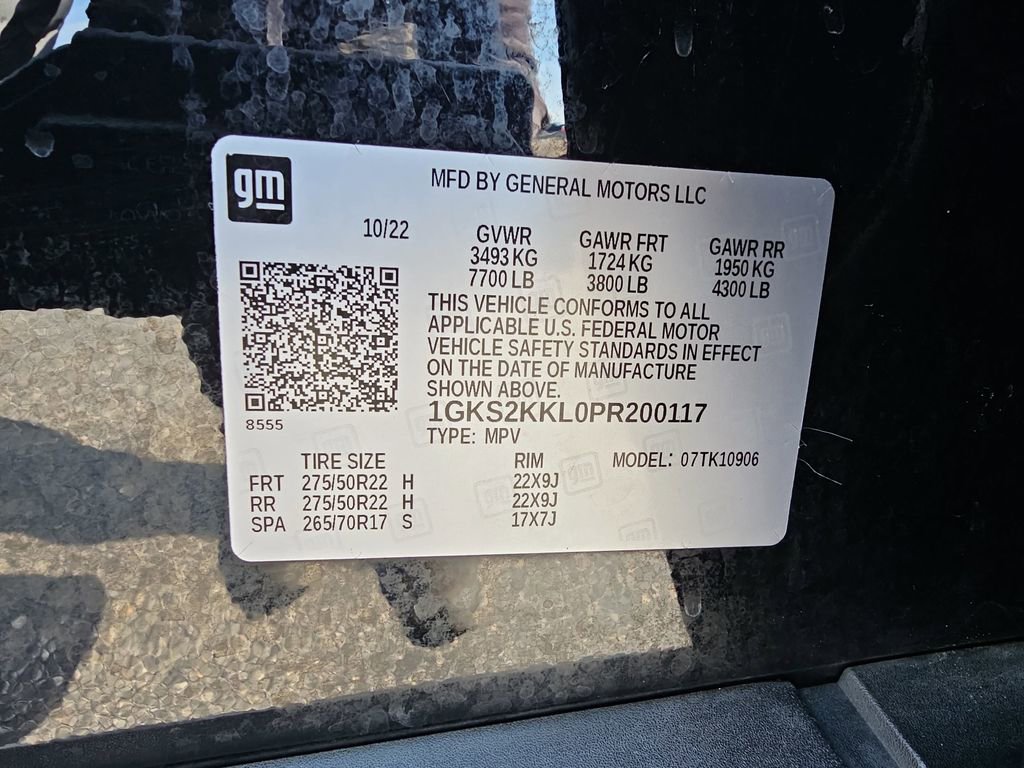 gm
MFD BY GENERAL MOTORS LLC
10/22
GVWR GAWR FRT GAWR RR
3493 KG 1724 KG 1950 KG
7700 LB 3800 LB 4300 LB
THIS VEHICLE CONFORMS TO ALL
APPLICABLE U.S. FEDERAL MOTOR
VEHICLE SAFETY STANDARDS IN EFFECT
ON THE DATE OF MANUFACTURE
SHOWN ABOVE.
8555
1GKS2KKL0PR200117
TYPE: MPV
TIRE SIZE RIM MODEL: 07TK10906
FRT 275/50R22 H 22X9J
RR 275/50R22 H 22X9J
SPA 265/70R17 S 17X7J